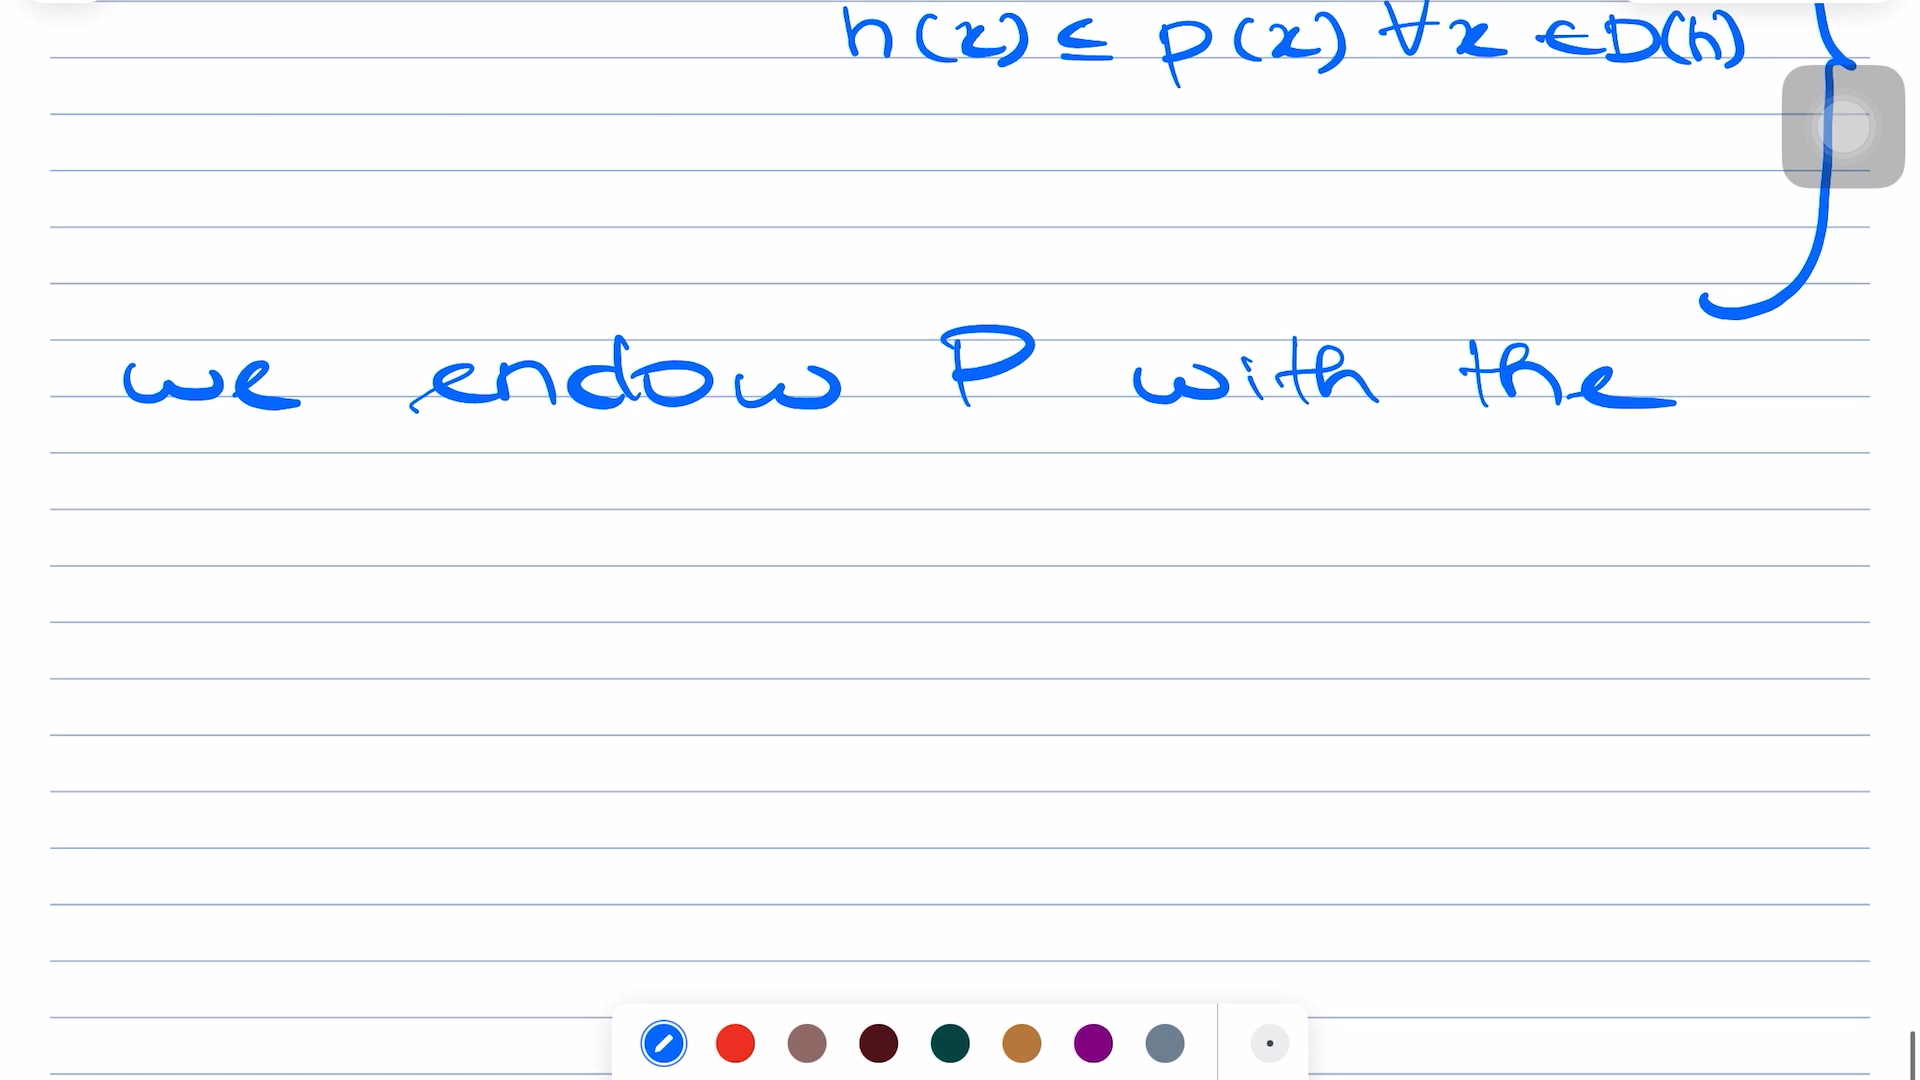 h(x) ≤ p(x) ∀x ∈ D(h)
we endow P with the